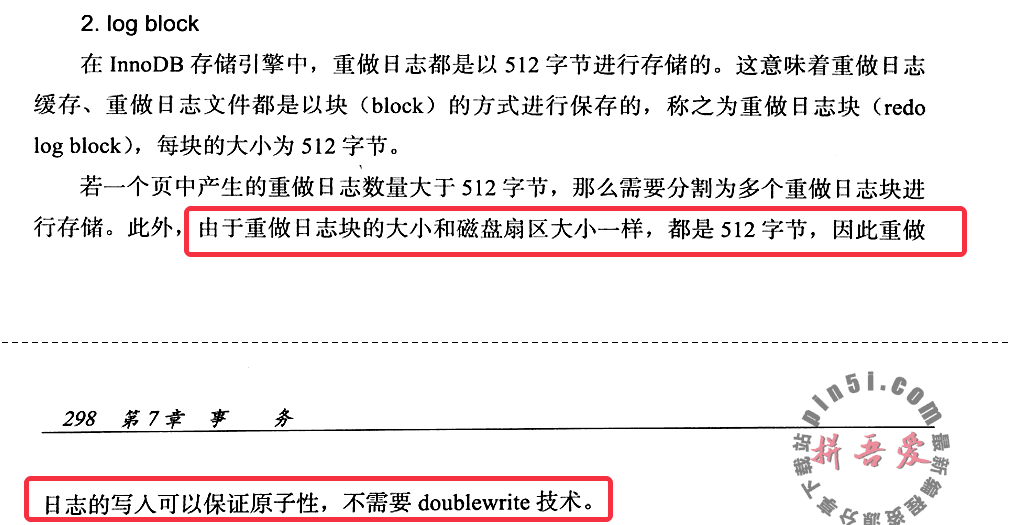 2. log block
在 InnoDB 存储引擎中，重做日志都是以 512 字节进行存储的。这意味着重做日志
缓存、重做日志文件都是以块（block）的方式进行保存的，称之为重做日志块（redo
log block），每块的大小为 512 字节。
若一个页中产生的重做日志数量大于 512 字节，那么需要分割为多个重做日志块进
行存储。此外，由于重做日志块的大小和磁盘扇区大小一样，都是 512 字节，因此重做
298 第 7 章 事 务
日志的写入可以保证原子性，不需要 doublewrite 技术。
pin5i.com
拼吾爱
下载站
最新编程资源分享